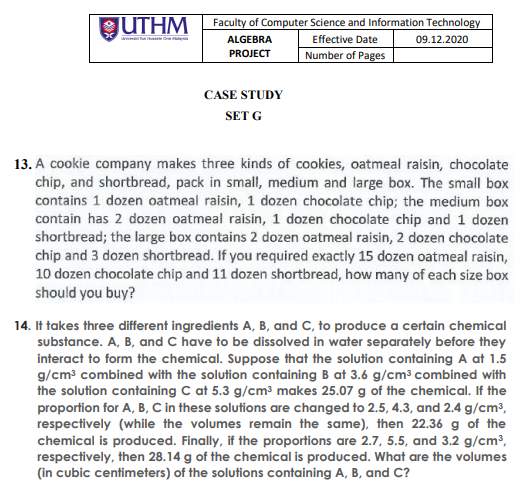 UTHM
Universiti Tun Hussein Onn Malaysia
Faculty of Computer Science and Information Technology
ALGEBRA PROJECT
Effective Date
09.12.2020
Number of Pages
CASE STUDY
SET G
13. A cookie company makes three kinds of cookies, oatmeal raisin, chocolate
chip, and shortbread, pack in small, medium and large box. The small box
contains 1 dozen oatmeal raisin, 1 dozen chocolate chip; the medium box
contain has 2 dozen oatmeal raisin, 1 dozen chocolate chip and 1 dozen
shortbread; the large box contains 2 dozen oatmeal raisin, 2 dozen chocolate
chip and 3 dozen shortbread. If you required exactly 15 dozen oatmeal raisin,
10 dozen chocolate chip and 11 dozen shortbread, how many of each size box
should you buy?
14. It takes three different ingredients A, B, and C, to produce a certain chemical
substance. A, B, and C have to be dissolved in water separately before they
interact to form the chemical. Suppose that the solution containing A at 1.5
g/cm³ combined with the solution containing B at 3.6 g/cm³ combined with
the solution containing C at 5.3 g/cm³ makes 25.07 g of the chemical. If the
proportion for A, B, C in these solutions are changed to 2.5, 4.3, and 2.4 g/cm³,
respectively (while the volumes remain the same), then 22.36 g of the
chemical is produced. Finally, if the proportions are 2.7, 5.5, and 3.2 g/cm³,
respectively, then 28.14 g of the chemical is produced. What are the volumes
(in cubic centimeters) of the solutions containing A, B, and C?